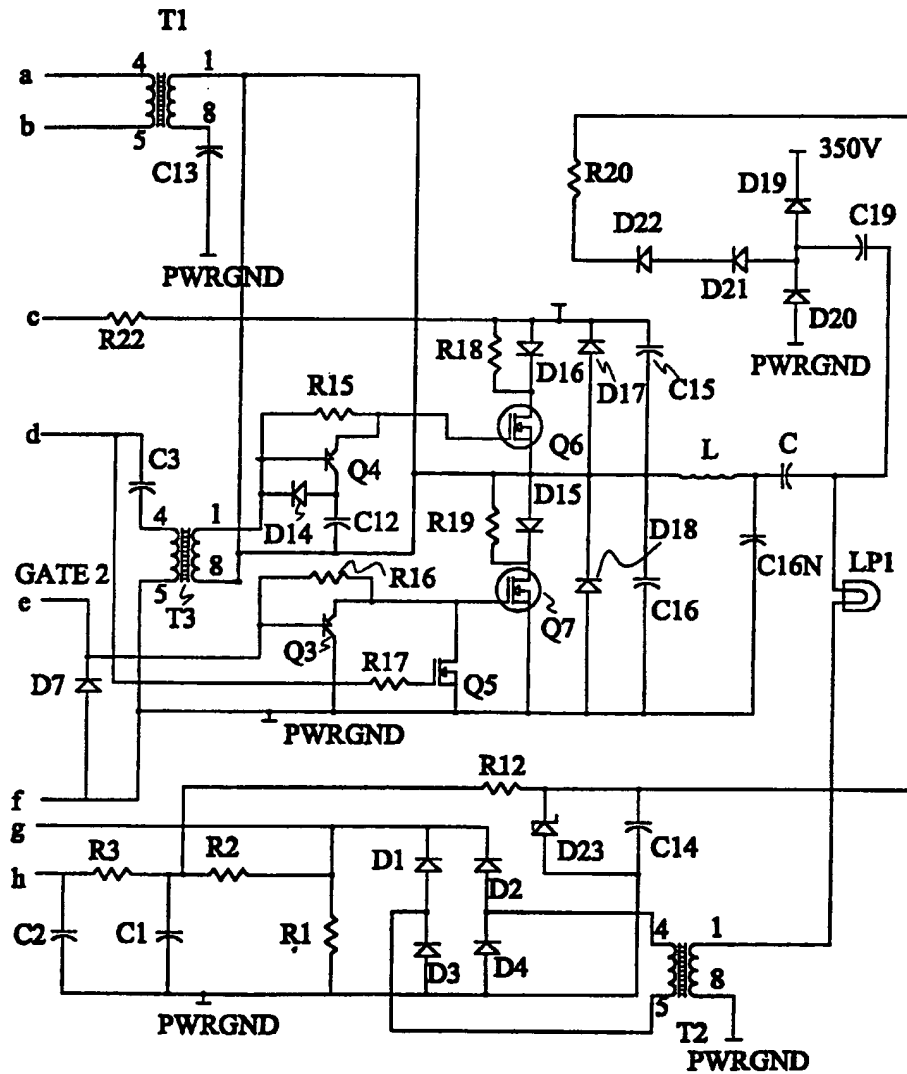 T1
4 1
a
b
5 8
C13
PWRGND
350V
R20
D19
C19
D22
D21
D20
PWRGND
c
R22
R18
D16
D17
C15
R15
Q6
d
C3
Q4
L C
D15
D14
C12
R19
D18
4 1
5 8
T3
GATE 2
R16
C16N
LP1
e
Q3
Q7
C16
R17
Q5
D7
PWRGND
f
R12
g
D23
C14
R3 R2
D1
D2
h
C2
C1
R1
D3
D4
4 1
5 8
PWRGND
T2
PWRGND